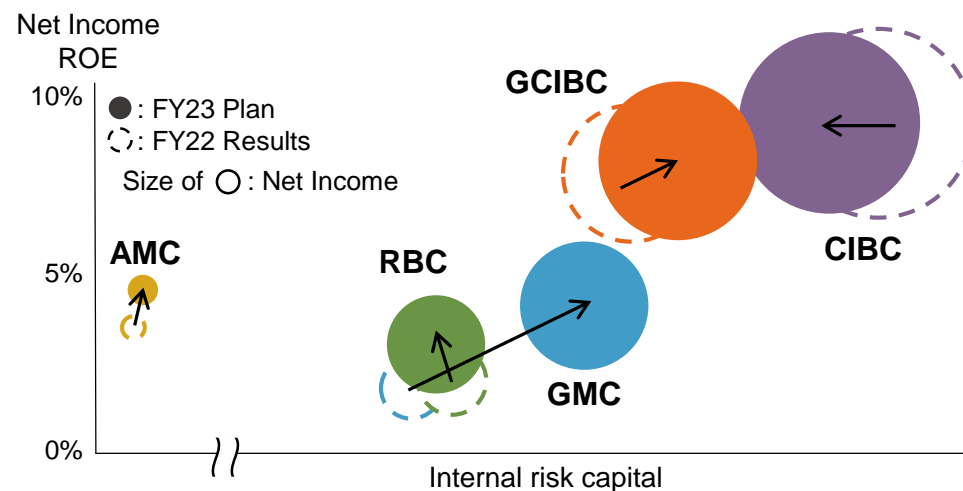 Net Income
ROE
10%
5%
0%
: FY23 Plan
: FY22 Results
Size of : Net Income
AMC
RBC
GMC
GCIBC
CIBC
Internal risk capital